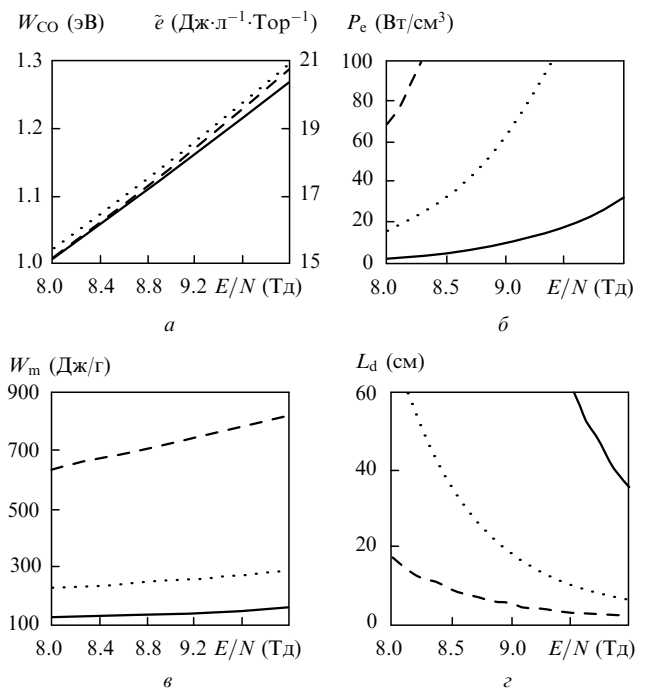 W_CO (эВ) ẽ (Дж·л⁻¹·Тор⁻¹)
1.3 21
1.2 19
1.1 17
1.0 15
8.0 8.4 8.8 9.2 E/N (Тд)
а
P_e (Вт/см³)
100
80
60
40
20
0
8.0 8.5 9.0 E/N (Тд)
б
W_m (Дж/г)
900
700
500
300
100
8.0 8.4 8.8 9.2 E/N (Тд)
в
L_d (см)
60
40
20
0
8.0 8.5 9.0 E/N (Тд)
г